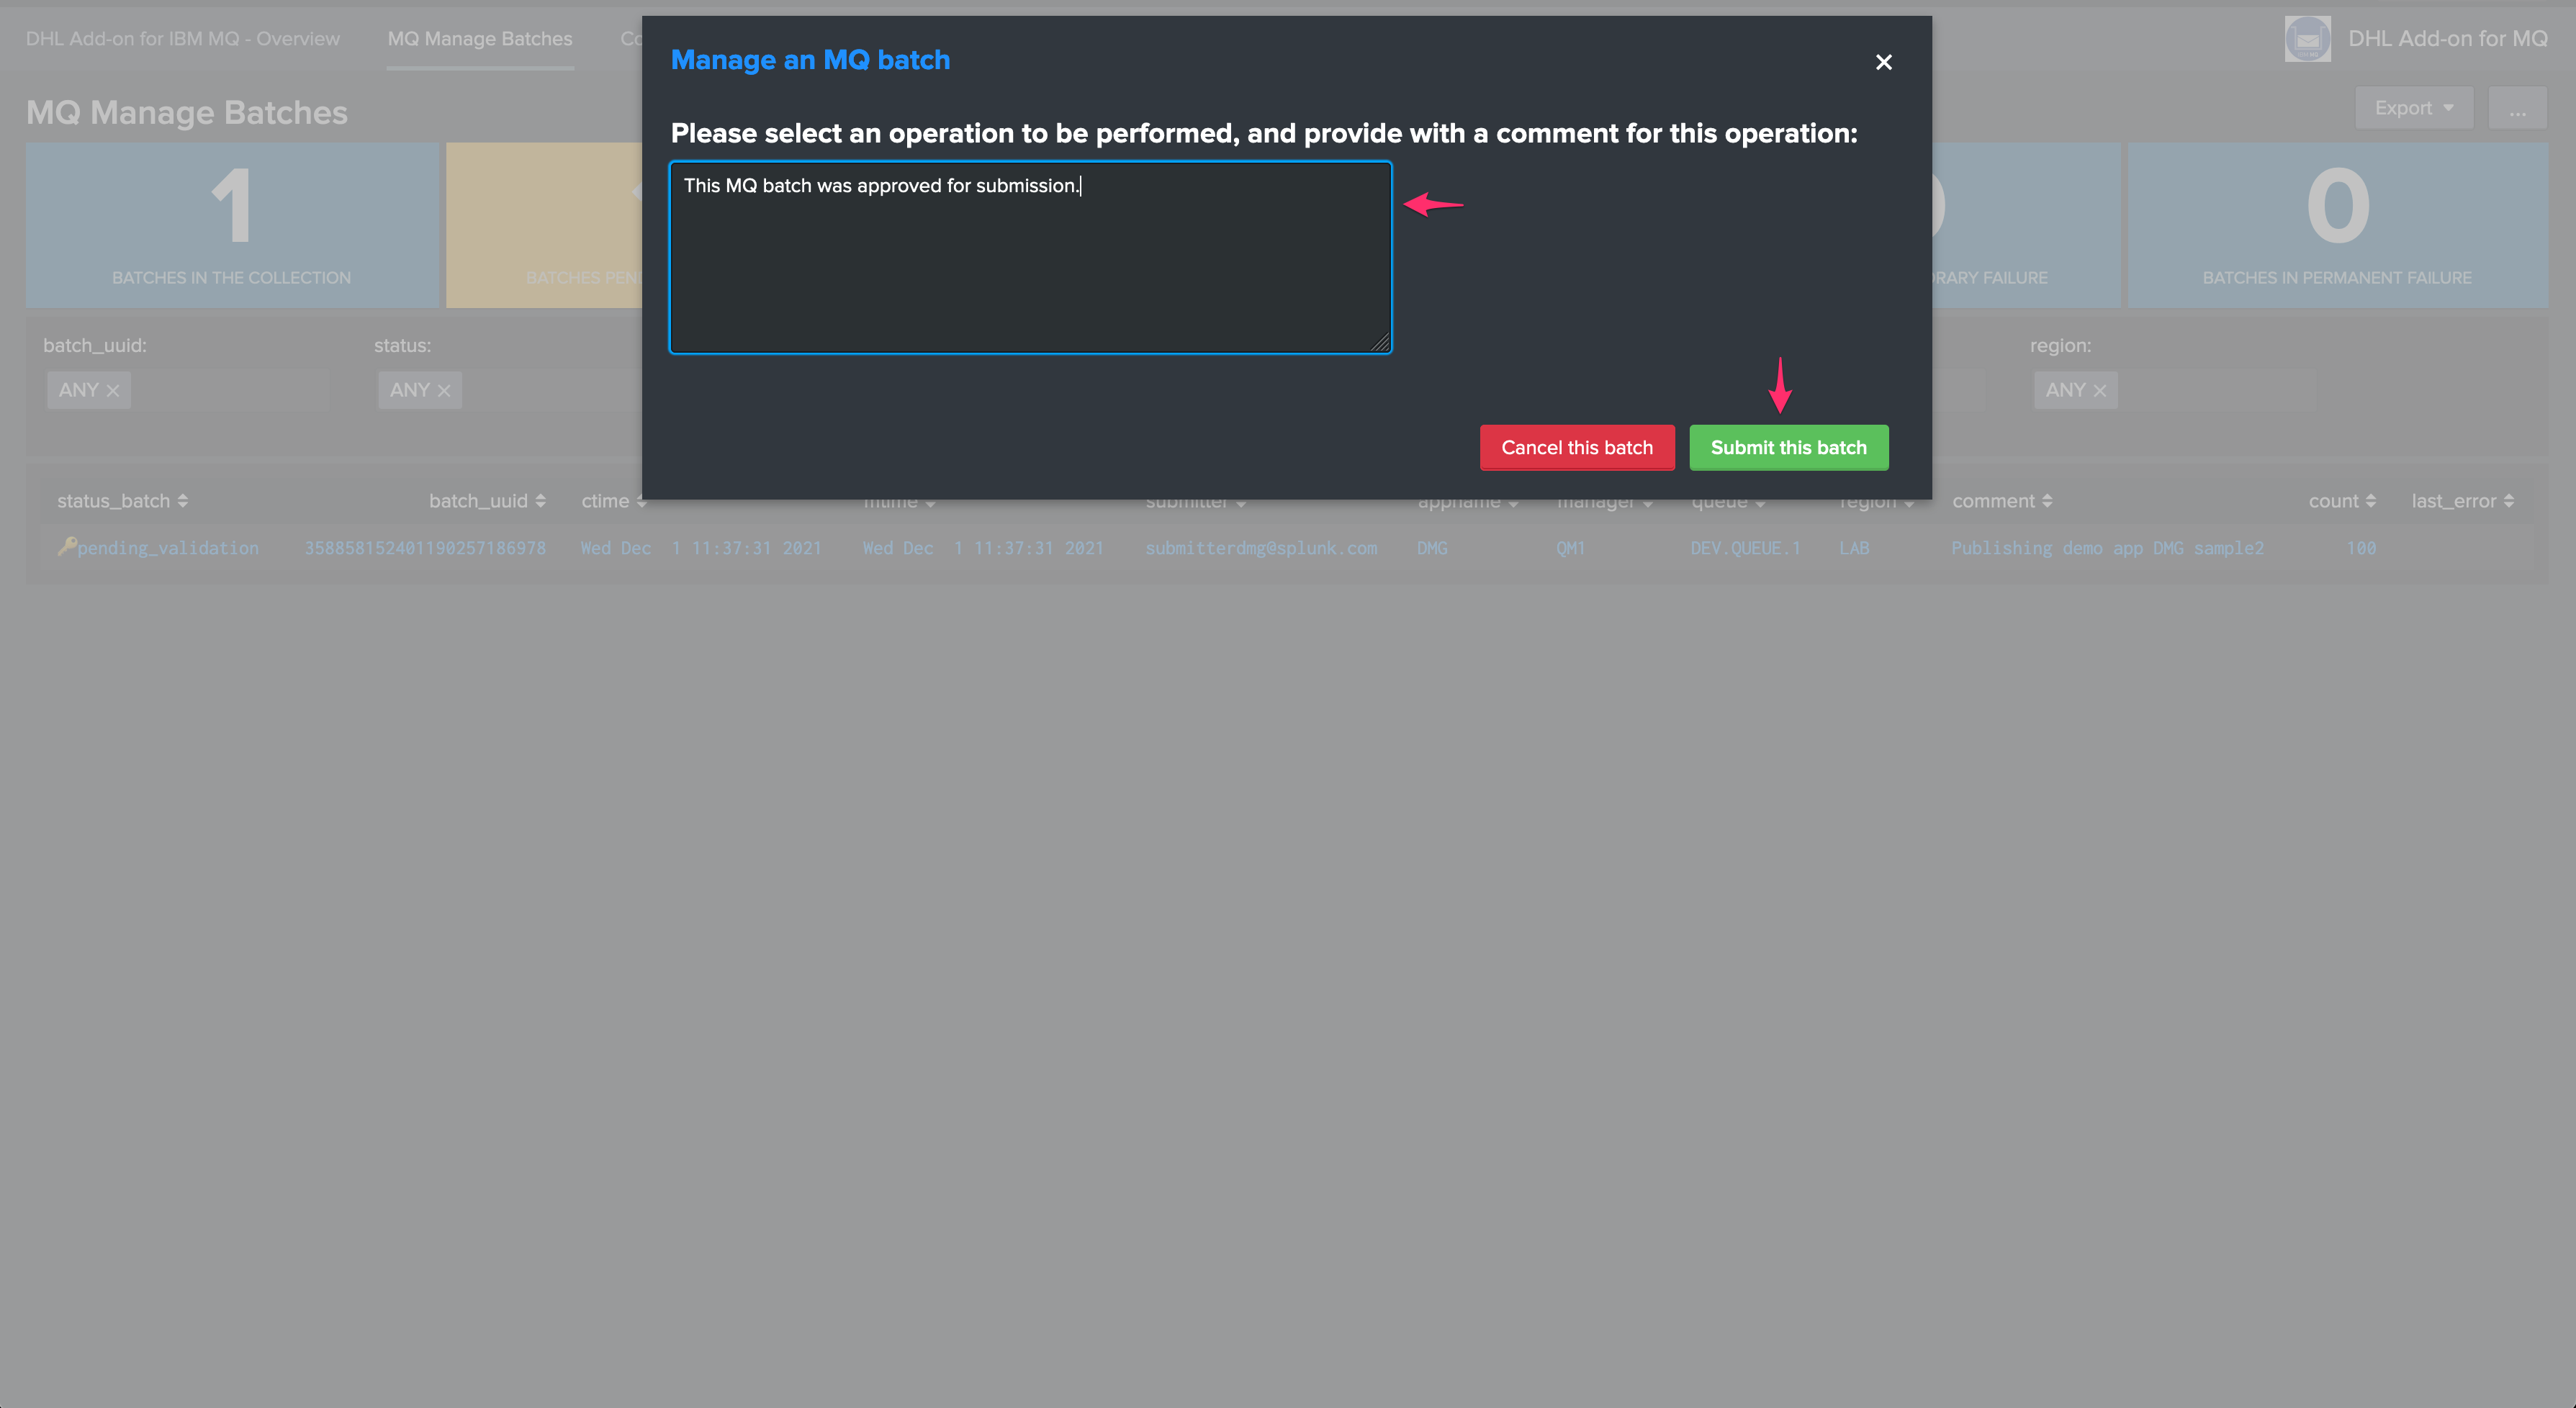 DHL Add-on for IBM MQ - Overview MQ Manage Batches Co DHL Add-on for MQ
Manage an MQ batch
MQ Manage Batches Export ...
Please select an operation to be performed, and provide with a comment for this operation:
This MQ batch was approved for submission.
1 0
BATCHES IN THE COLLECTION BATCHES PEND RARY FAILURE BATCHES IN PERMANENT FAILURE
batch_uuid: status: region:
ANY ANY ANY
Cancel this batch Submit this batch
status_batch batch_uuid ctime mtime submitter appname manager queue region comment count last_error
pending_validation 358858152401190257186978 Wed Dec 1 11:37:31 2021 Wed Dec 1 11:37:31 2021 submitterdmg@splunk.com DMG QM1 DEV.QUEUE.1 LAB Publishing demo app DMG sample2 100